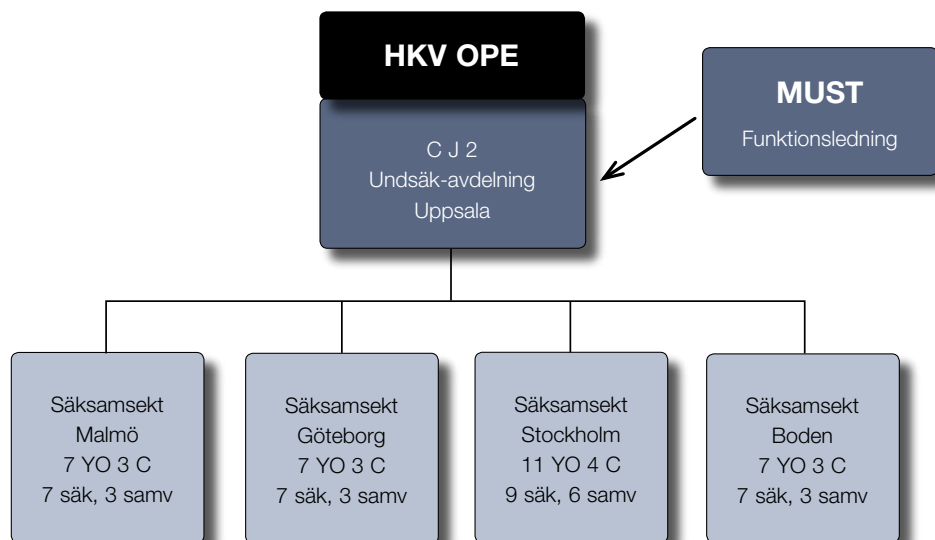 HKV OPE
C J 2
Undsäk-avdelning
Uppsala
MUST
Funktionsledning
Säksamsekt
Malmö
7 YO 3 C
7 säk, 3 samv
Säksamsekt
Göteborg
7 YO 3 C
7 säk, 3 samv
Säksamsekt
Stockholm
11 YO 4 C
9 säk, 6 samv
Säksamsekt
Boden
7 YO 3 C
7 säk, 3 samv